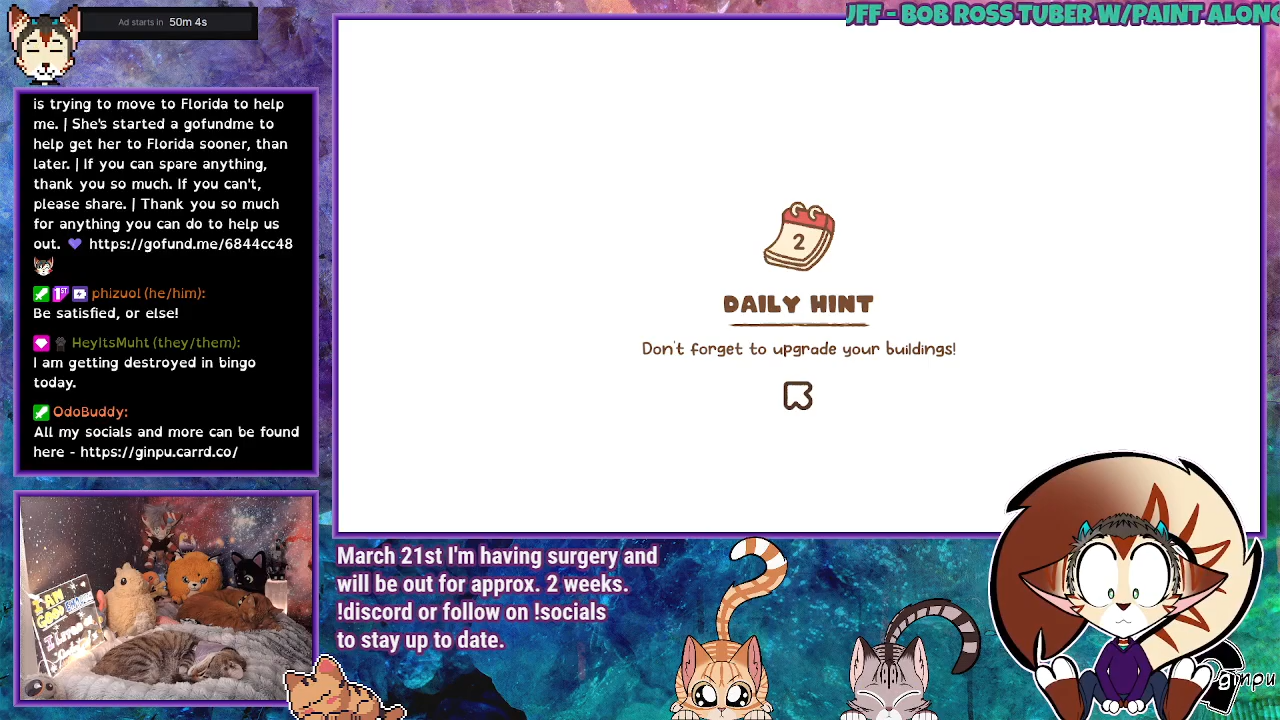 Ad starts in 50m 4s
JFF - BOB ROSS TUBER W/PAINT ALONG
is trying to move to Florida to help
me. | She's started a gofundme to
help get her to Florida sooner, than
later. | If you can spare anything,
thank you so much. If you can't,
please share. | Thank you so much
for anything you can do to help us
out. 💜 https://gofund.me/6844cc48
1ST phizuol (he/him):
Be satisfied, or else!
HeyItsMuht (they/them):
I am getting destroyed in bingo
today.
OdoBuddy:
All my socials and more can be found
here - https://ginpu.carrd.co/
2
DAILY HINT
Don't forget to upgrade your buildings!
I AM
GOOD
March 21st I'm having surgery and
will be out for approx. 2 weeks.
!discord or follow on !socials
to stay up to date.
ginpu